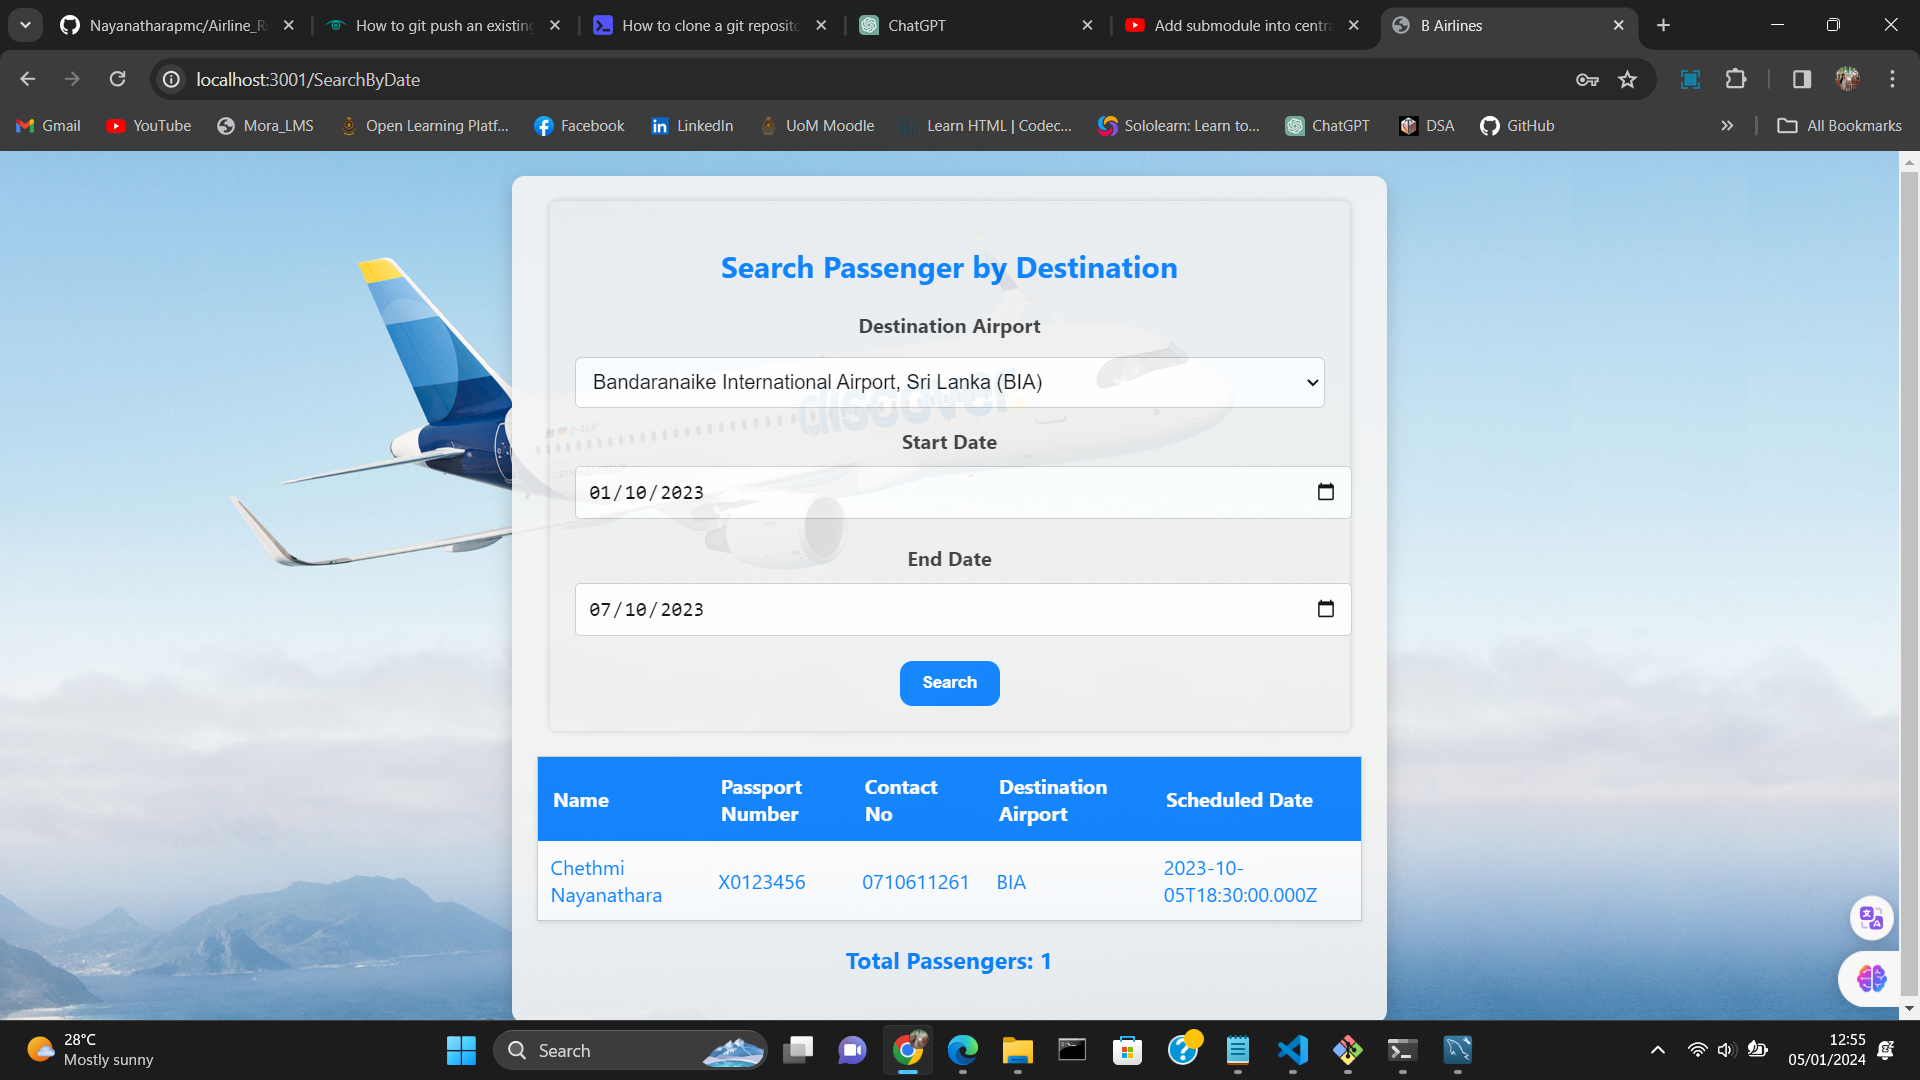 Nayanatharapmc/Airline_R
How to git push an existing
How to clone a git reposito
ChatGPT
Add submodule into centra
B Airlines
localhost:3001/SearchByDate
Gmail
YouTube
Mora_LMS
Open Learning Platf...
Facebook
LinkedIn
UoM Moodle
Learn HTML | Codec...
Sololearn: Learn to...
ChatGPT
DSA
GitHub
All Bookmarks
Search Passenger by Destination
Destination Airport
Bandaranaike International Airport, Sri Lanka (BIA)
discover
Start Date
01/10/2023
End Date
07/10/2023
Search
Name
Passport
Number
Contact
No
Destination
Airport
Scheduled Date
Chethmi
Nayanathara
X0123456
0710611261
BIA
2023-10-
05T18:30:00.000Z
Total Passengers: 1
28°C
Mostly sunny
Search
12:55
05/01/2024